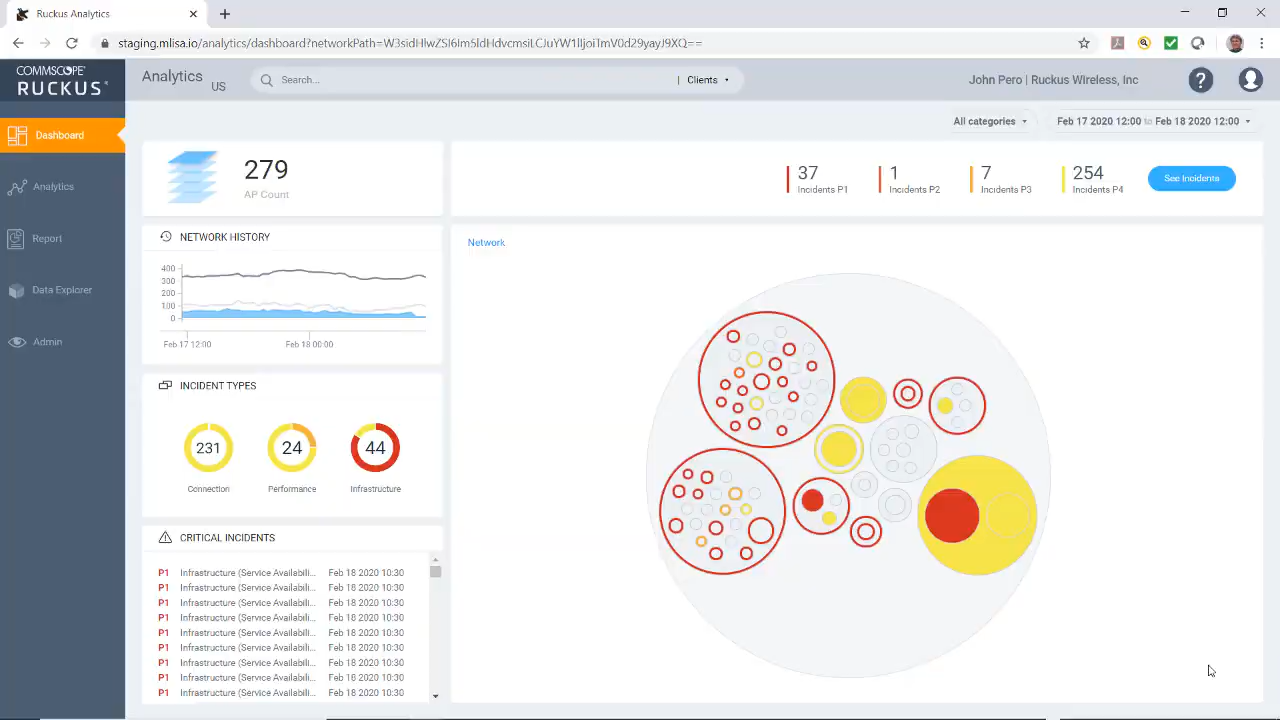 Ruckus Analytics
staging.mlisa.io/analytics/dashboard?networkPath=
COMMSCOPE®
RUCKUS®
Analytics
US
Search...
Clients
John Pero | Ruckus Wireless, Inc
Dashboard
Analytics
Report
Data Explorer
Admin
All categories
Feb 17 2020 12:00 to Feb 18 2020 12:00
279
AP Count
37
Incidents P1
1
Incidents P2
7
Incidents P3
254
Incidents P4
See Incidents
NETWORK HISTORY
400
300
200
100
0
Feb 17 12:00
Feb 18 00:00
INCIDENT TYPES
231
Connection
24
Performance
44
Infrastructure
CRITICAL INCIDENTS
P1 Infrastructure (Service Availabili... Feb 18 2020 10:30
P1 Infrastructure (Service Availabili... Feb 18 2020 10:30
P1 Infrastructure (Service Availabili... Feb 18 2020 10:30
P1 Infrastructure (Service Availabili... Feb 18 2020 10:30
P1 Infrastructure (Service Availabili... Feb 18 2020 10:30
P1 Infrastructure (Service Availabili... Feb 18 2020 10:30
P1 Infrastructure (Service Availabili... Feb 18 2020 10:30
P1 Infrastructure (Service Availabili... Feb 18 2020 10:30
P1 Infrastructure (Service Availabili... Feb 18 2020 10:30
Network